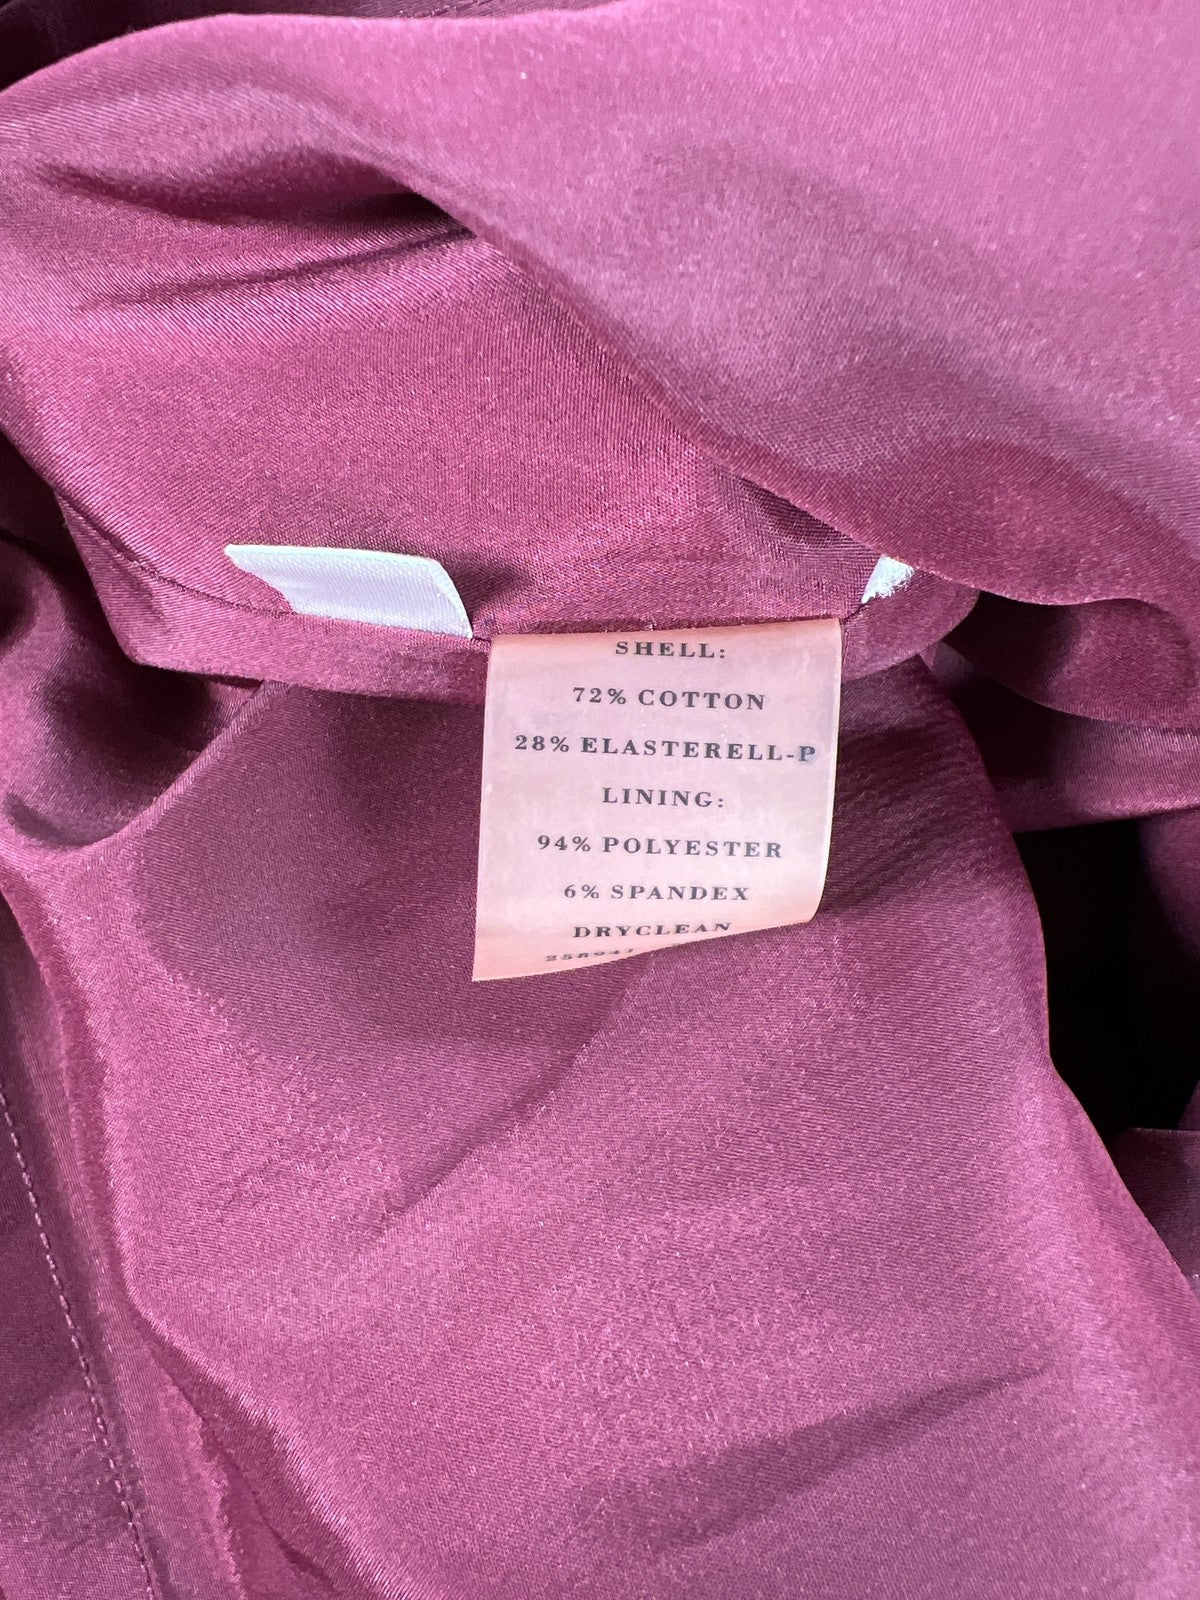 SHELL:
72% COTTON
28% ELASTERELL-P
LINING:
94% POLYESTER
6% SPANDEX
DRYCLEAN